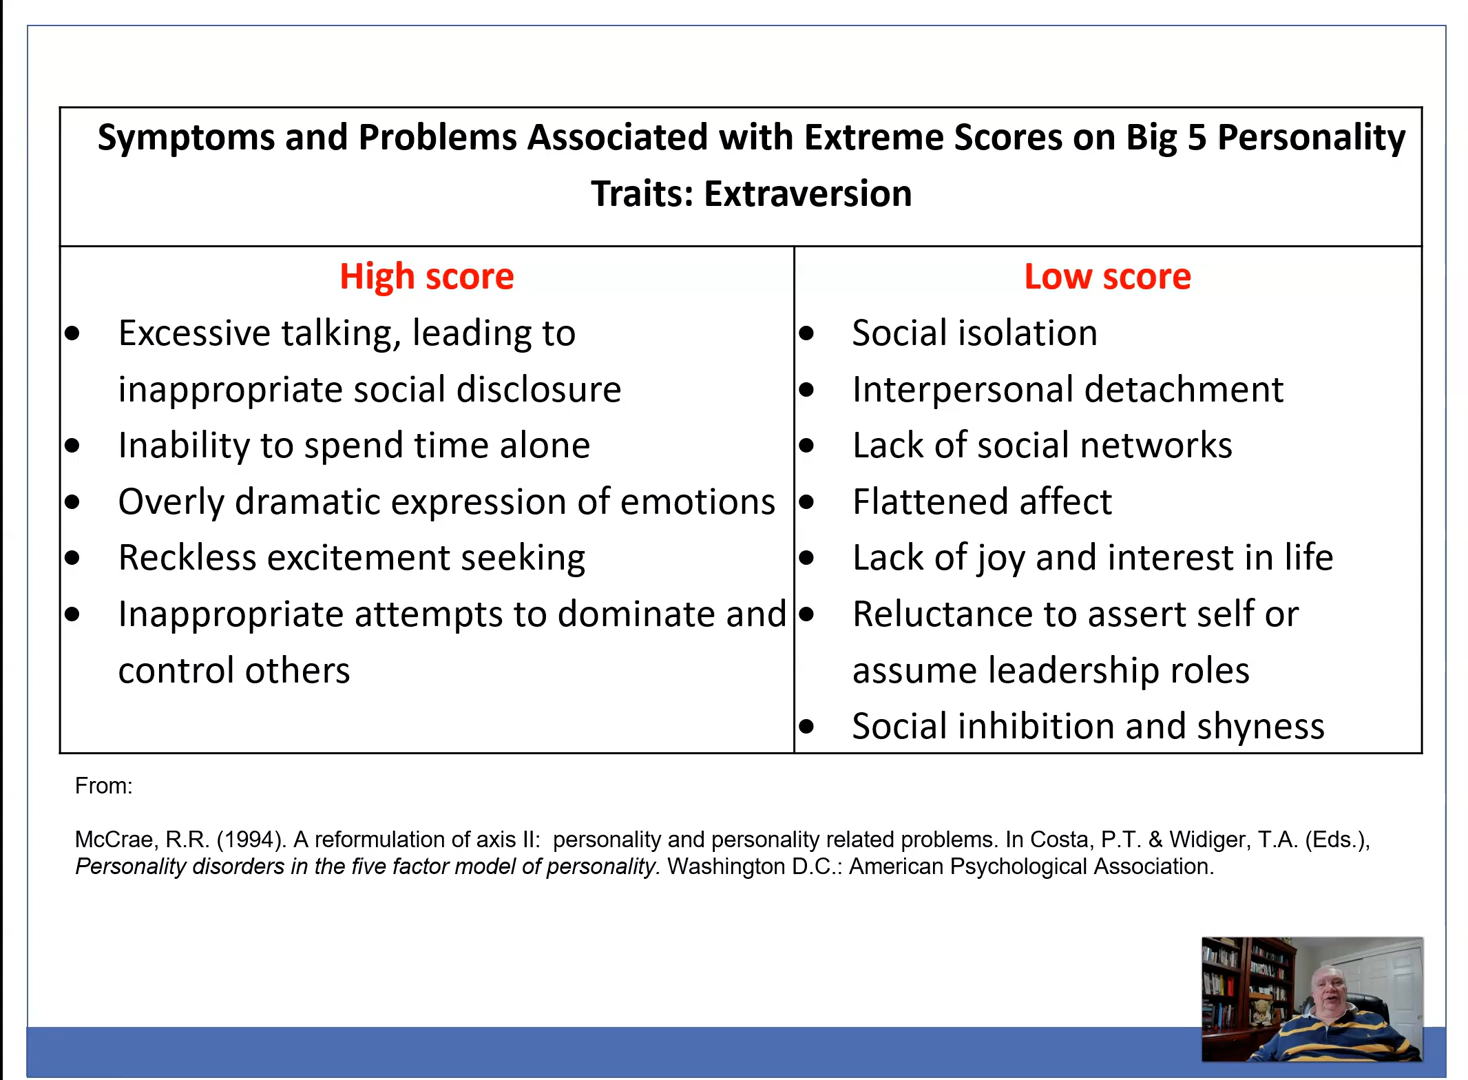 Symptoms and Problems Associated with Extreme Scores on Big 5 Personality
Traits: Extraversion
High score
• Excessive talking, leading to
inappropriate social disclosure
• Inability to spend time alone
• Overly dramatic expression of emotions
• Reckless excitement seeking
• Inappropriate attempts to dominate and
control others
Low score
• Social isolation
• Interpersonal detachment
• Lack of social networks
• Flattened affect
• Lack of joy and interest in life
• Reluctance to assert self or
assume leadership roles
• Social inhibition and shyness
From:
McCrae, R.R. (1994). A reformulation of axis II:  personality and personality related problems. In Costa, P.T. & Widiger, T.A. (Eds.),
Personality disorders in the five factor model of personality. Washington D.C.: American Psychological Association.